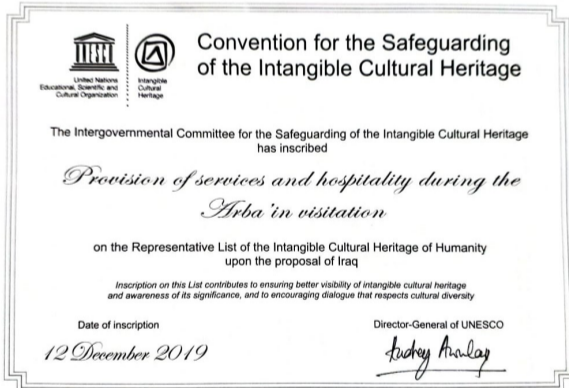 UNESCO
United Nations
Educational, Scientific and
Cultural Organization
Intangible
Cultural
Heritage
Convention for the Safeguarding
of the Intangible Cultural Heritage
The Intergovernmental Committee for the Safeguarding of the Intangible Cultural Heritage
has inscribed
Provision of services and hospitality during the
Arba'in visitation
on the Representative List of the Intangible Cultural Heritage of Humanity
upon the proposal of Iraq
Inscription on this List contributes to ensuring better visibility of intangible cultural heritage
and awareness of its significance, and to encouraging dialogue that respects cultural diversity
Date of inscription
12 December 2019
Director-General of UNESCO